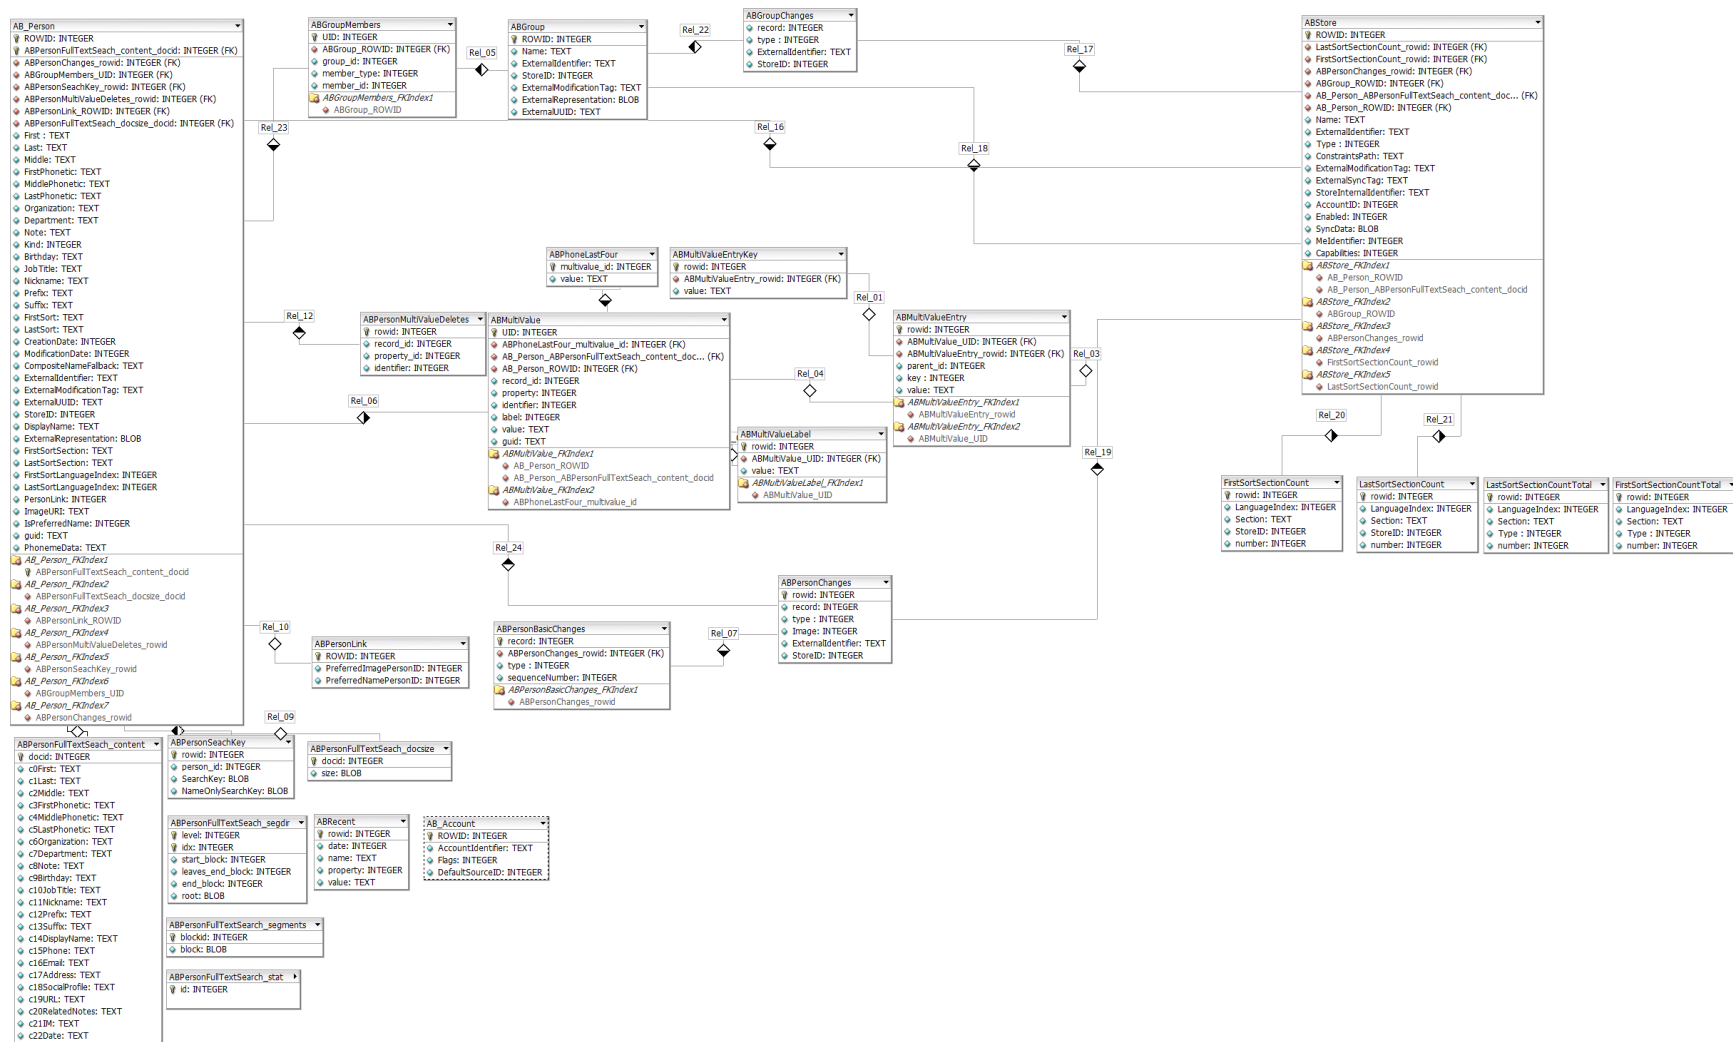 AB_Person
ROWID: INTEGER
ABPersonFullTextSeach_content_docid: INTEGER (FK)
ABPersonChanges_rowid: INTEGER (FK)
ABGroupMembers_UID: INTEGER (FK)
ABPersonSeachKey_rowid: INTEGER (FK)
ABPersonMultiValueDeletes_rowid: INTEGER (FK)
ABPersonLink_ROWID: INTEGER (FK)
ABPersonFullTextSeach_docsize_docid: INTEGER (FK)
First : TEXT
Last: TEXT
Middle: TEXT
FirstPhonetic: TEXT
MiddlePhonetic: TEXT
LastPhonetic: TEXT
Organization: TEXT
Department: TEXT
Note: TEXT
Kind: INTEGER
Birthday: TEXT
JobTitle: TEXT
Nickname: TEXT
Prefix: TEXT
Suffix: TEXT
FirstSort: TEXT
LastSort: TEXT
CreationDate: INTEGER
ModificationDate: INTEGER
CompositeNameFallback: TEXT
ExternalIdentifier: TEXT
ExternalModificationTag: TEXT
ExternalUUID: TEXT
StoreID: INTEGER
DisplayName: TEXT
ExternalRepresentation: BLOB
FirstSortSection: TEXT
LastSortSection: TEXT
FirstSortLanguageIndex: INTEGER
LastSortLanguageIndex: INTEGER
PersonLink: INTEGER
ImageURI: TEXT
IsPreferredName: INTEGER
guid: TEXT
PhonemeData: TEXT
AB_Person_FKIndex1
ABPersonFullTextSeach_content_docid
AB_Person_FKIndex2
ABPersonFullTextSeach_docsize_docid
AB_Person_FKIndex3
ABPersonLink_ROWID
AB_Person_FKIndex4
ABPersonMultiValueDeletes_rowid
AB_Person_FKIndex5
ABPersonSeachKey_rowid
AB_Person_FKIndex6
ABGroupMembers_UID
AB_Person_FKIndex7
ABPersonChanges_rowid
ABGroupMembers
UID: INTEGER
ABGroup_ROWID: INTEGER (FK)
group_id: INTEGER
member_type: INTEGER
member_id: INTEGER
ABGroupMembers_FKIndex1
ABGroup_ROWID
Rel_05
Rel_23
ABGroup
ROWID: INTEGER
Name: TEXT
ExternalIdentifier: TEXT
StoreID: INTEGER
ExternalModificationTag: TEXT
ExternalRepresentation: BLOB
ExternalUUID: TEXT
Rel_22
ABGroupChanges
record: INTEGER
type : INTEGER
ExternalIdentifier: TEXT
StoreID: INTEGER
Rel_17
Rel_16
Rel_18
ABStore
ROWID: INTEGER
LastSortSectionCount_rowid: INTEGER (FK)
FirstSortSectionCount_rowid: INTEGER (FK)
ABPersonChanges_rowid: INTEGER (FK)
ABGroup_ROWID: INTEGER (FK)
AB_Person_ABPersonFullTextSeach_content_doc... (FK)
AB_Person_ROWID: INTEGER (FK)
Name: TEXT
ExternalIdentifier: TEXT
Type : INTEGER
ConstraintsPath: TEXT
ExternalModificationTag: TEXT
ExternalSyncTag: TEXT
StoreInternalIdentifier: TEXT
AccountID: INTEGER
Enabled: INTEGER
SyncData: BLOB
MeIdentifier: INTEGER
Capabilities: INTEGER
ABStore_FKIndex1
AB_Person_ROWID
AB_Person_ABPersonFullTextSeach_content_docid
ABStore_FKIndex2
ABGroup_ROWID
ABStore_FKIndex3
ABPersonChanges_rowid
ABStore_FKIndex4
FirstSortSectionCount_rowid
ABStore_FKIndex5
LastSortSectionCount_rowid
Rel_12
Rel_06
ABPersonMultiValueDeletes
rowid: INTEGER
record_id: INTEGER
property_id: INTEGER
identifier: INTEGER
ABPhoneLastFour
multivalue_id: INTEGER
value: TEXT
ABMultiValueEntryKey
rowid: INTEGER
ABMultiValueEntry_rowid: INTEGER (FK)
value: TEXT
Rel_01
ABMultiValue
UID: INTEGER
ABPhoneLastFour_multivalue_id: INTEGER (FK)
AB_Person_ABPersonFullTextSeach_content_doc... (FK)
AB_Person_ROWID: INTEGER (FK)
record_id: INTEGER
property: INTEGER
identifier: INTEGER
label: INTEGER
value: TEXT
guid: TEXT
ABMultiValue_FKIndex1
AB_Person_ROWID
AB_Person_ABPersonFullTextSeach_content_docid
ABMultiValue_FKIndex2
ABPhoneLastFour_multivalue_id
Rel_04
ABMultiValueEntry
rowid: INTEGER
ABMultiValue_UID: INTEGER (FK)
ABMultiValueEntry_rowid: INTEGER (FK)
parent_id: INTEGER
key : INTEGER
value: TEXT
ABMultiValueEntry_FKIndex1
ABMultiValueEntry_rowid
ABMultiValueEntry_FKIndex2
ABMultiValue_UID
Rel_03
ABMultiValueLabel
rowid: INTEGER
ABMultiValue_UID: INTEGER (FK)
value: TEXT
ABMultiValueLabel_FKIndex1
ABMultiValue_UID
Rel_19
Rel_20
Rel_21
FirstSortSectionCount
rowid: INTEGER
LanguageIndex: INTEGER
Section: TEXT
StoreID: INTEGER
number: INTEGER
LastSortSectionCount
rowid: INTEGER
LanguageIndex: INTEGER
Section: TEXT
StoreID: INTEGER
number: INTEGER
LastSortSectionCountTotal
rowid: INTEGER
LanguageIndex: INTEGER
Section: TEXT
Type : INTEGER
number: INTEGER
FirstSortSectionCountTotal
rowid: INTEGER
LanguageIndex: INTEGER
Section: TEXT
Type : INTEGER
number: INTEGER
Rel_24
Rel_10
ABPersonLink
ROWID: INTEGER
PreferredImagePersonID: INTEGER
PreferredNamePersonID: INTEGER
ABPersonBasicChanges
record: INTEGER
ABPersonChanges_rowid: INTEGER (FK)
type : INTEGER
sequenceNumber: INTEGER
ABPersonBasicChanges_FKIndex1
ABPersonChanges_rowid
Rel_07
ABPersonChanges
rowid: INTEGER
record: INTEGER
type : INTEGER
Image: INTEGER
ExternalIdentifier: TEXT
StoreID: INTEGER
Rel_09
ABPersonFullTextSeach_content
docid: INTEGER
c0First: TEXT
c1Last: TEXT
c2Middle: TEXT
c3FirstPhonetic: TEXT
c4MiddlePhonetic: TEXT
c5LastPhonetic: TEXT
c6Organization: TEXT
c7Department: TEXT
c8Note: TEXT
c9Birthday: TEXT
c10JobTitle: TEXT
c11Nickname: TEXT
c12Prefix: TEXT
c13Suffix: TEXT
c14DisplayName: TEXT
c15Phone: TEXT
c16Email: TEXT
c17Address: TEXT
c18SocialProfile: TEXT
c19URL: TEXT
c20RelatedNotes: TEXT
c21IM: TEXT
c22Date: TEXT
ABPersonSeachKey
rowid: INTEGER
person_id: INTEGER
SearchKey: BLOB
NameOnlySearchKey: BLOB
ABPersonFullTextSeach_docsize
docid: INTEGER
size: BLOB
ABPersonFullTextSeach_segdir
level: INTEGER
idx: INTEGER
start_block: INTEGER
leaves_end_block: INTEGER
end_block: INTEGER
root: BLOB
ABRecent
rowid: INTEGER
date: INTEGER
name: TEXT
property: INTEGER
value: TEXT
AB_Account
ROWID: INTEGER
AccountIdentifier: TEXT
Flags: INTEGER
DefaultSourceID: INTEGER
ABPersonFullTextSearch_segments
blockid: INTEGER
block: BLOB
ABPersonFullTextSearch_stat
id: INTEGER